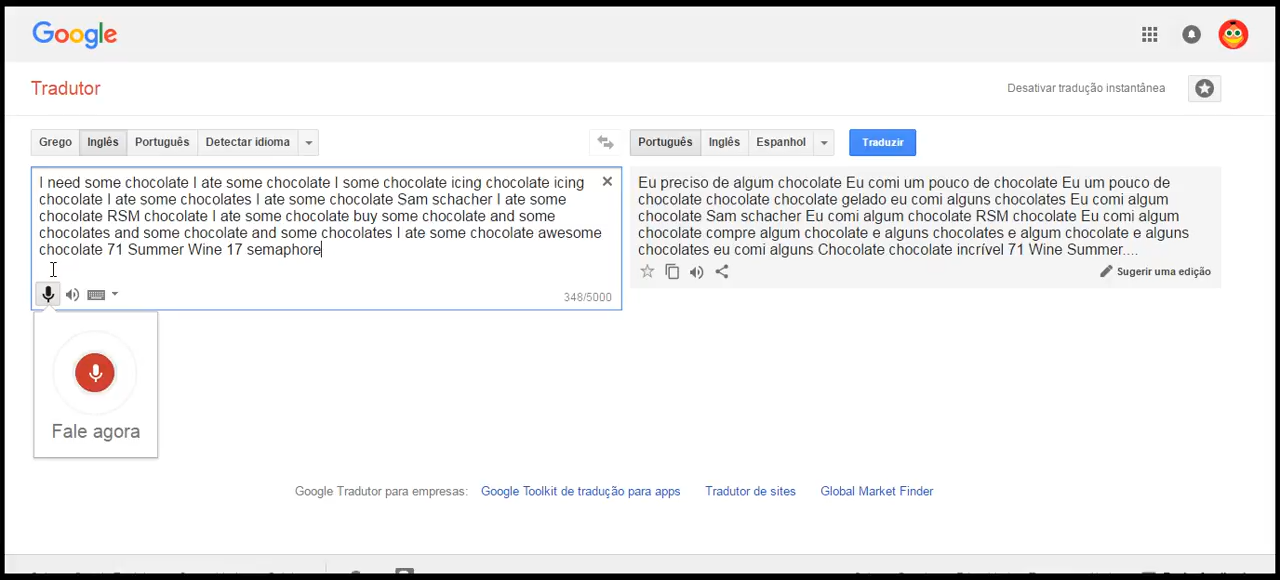 Google
Tradutor
Desativar tradução instantânea
Grego Inglês Português Detectar idioma
Português Inglês Espanhol Traduzir
I need some chocolate I ate some chocolate I some chocolate icing chocolate icing
chocolate I ate some chocolates I ate some chocolate Sam schacher I ate some
chocolate RSM chocolate I ate some chocolate buy some chocolate and some
chocolates and some chocolate and some chocolates I ate some chocolate awesome
chocolate 71 Summer Wine 17 semaphore
348/5000
Eu preciso de algum chocolate Eu comi um pouco de chocolate Eu um pouco de
chocolate chocolate chocolate gelado eu comi alguns chocolates Eu comi algum
chocolate Sam schacher Eu comi algum chocolate RSM chocolate Eu comi algum
chocolate compre algum chocolate e alguns chocolates e algum chocolate e alguns
chocolates eu comi alguns Chocolate chocolate incrível 71 Wine Summer....
Sugerir uma edição
Fale agora
Google Tradutor para empresas: Google Toolkit de tradução para apps Tradutor de sites Global Market Finder